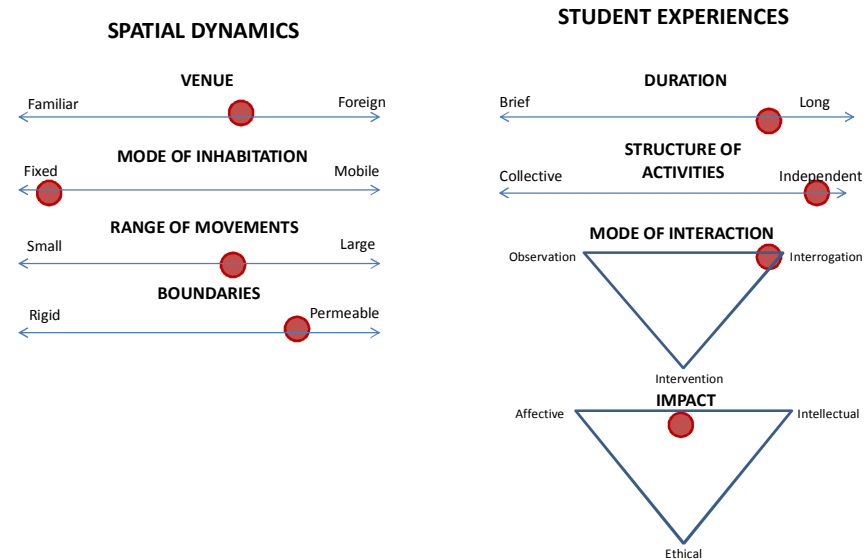 SPATIAL DYNAMICS
VENUE
Familiar Foreign
MODE OF INHABITATION
Fixed Mobile
RANGE OF MOVEMENTS
Small Large
BOUNDARIES
Rigid Permeable
STUDENT EXPERIENCES
DURATION
Brief Long
STRUCTURE OF
ACTIVITIES
Collective Independent
MODE OF INTERACTION
Observation Interrogation
Intervention
IMPACT
Affective Intellectual
Ethical